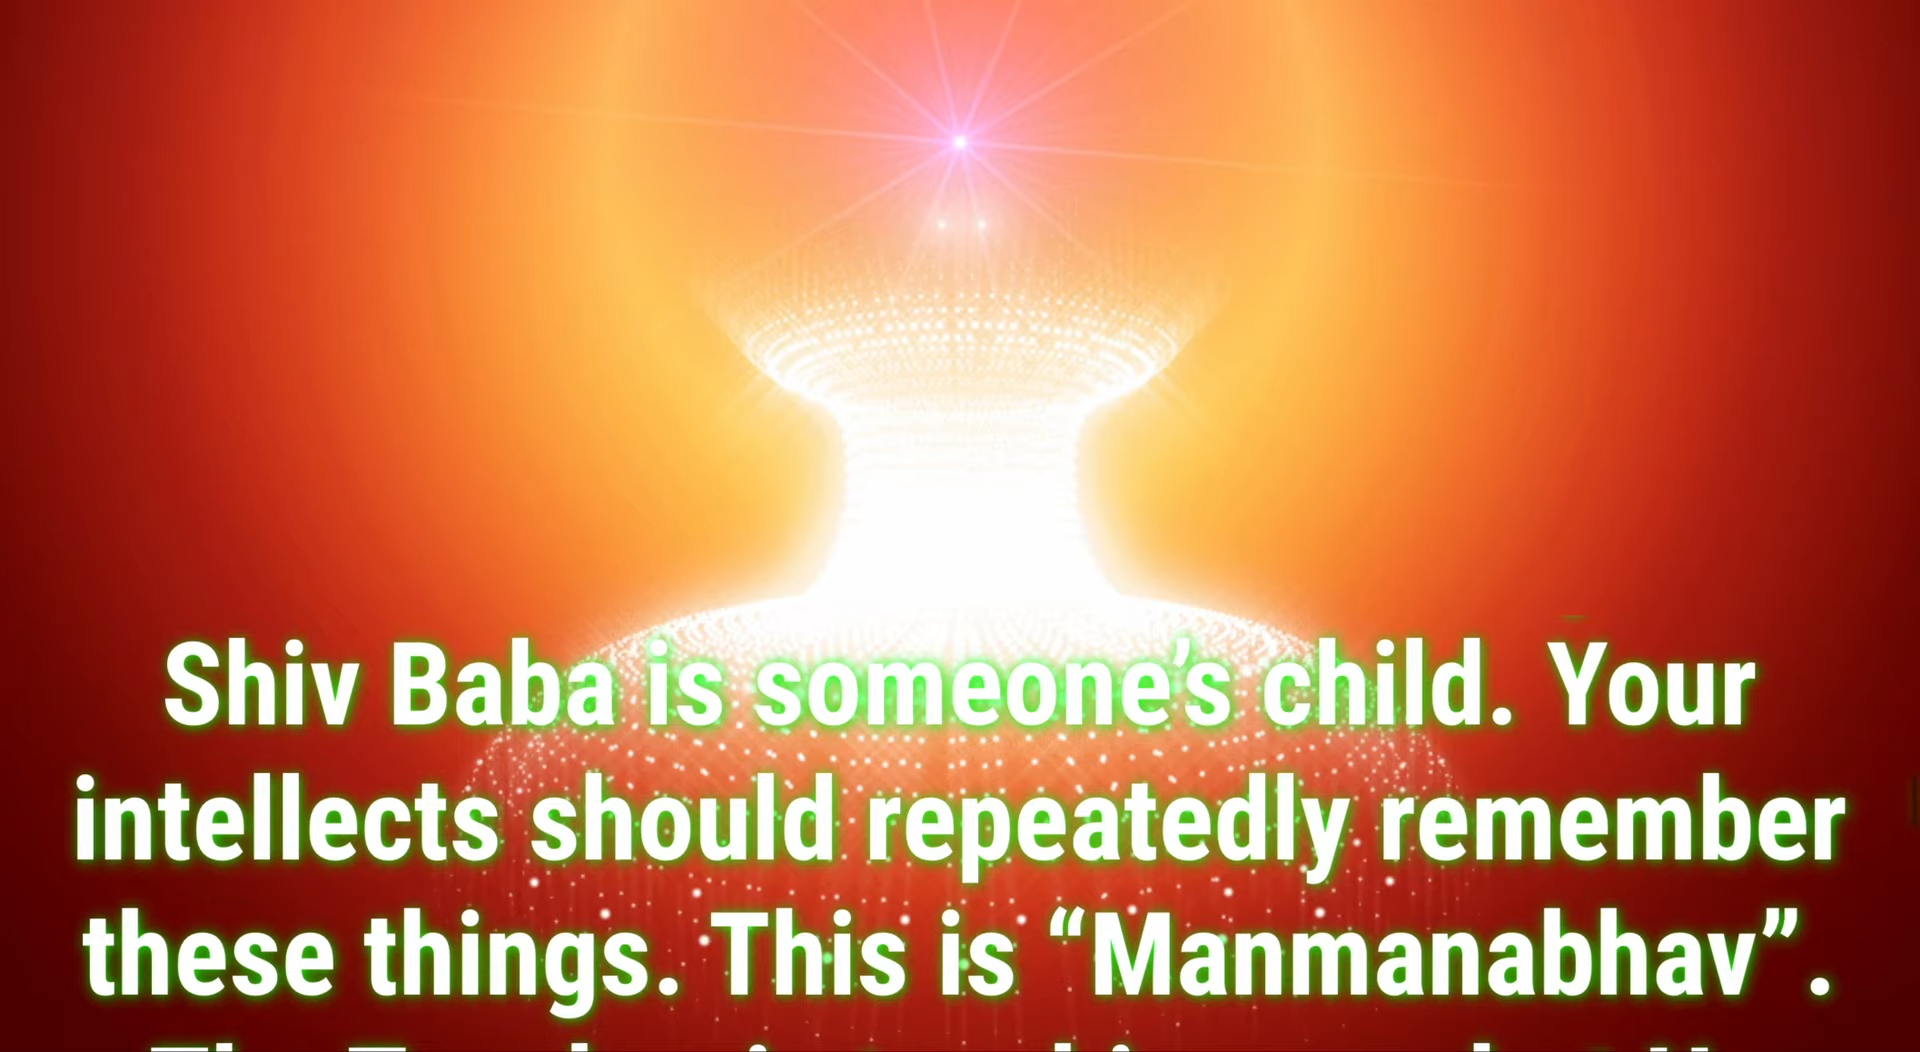 Shiv Baba is someone’s child. Your
intellects should repeatedly remember
these things. This is “Manmanabhav”.